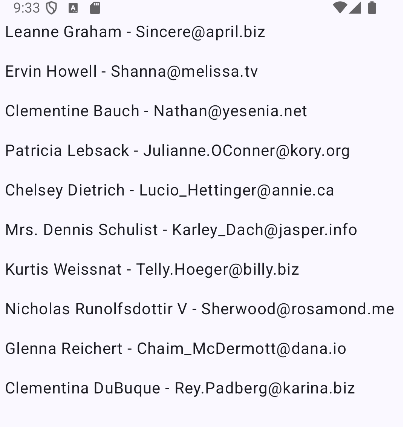 9:33
Leanne Graham - Sincere@april.biz
Ervin Howell - Shanna@melissa.tv
Clementine Bauch - Nathan@yesenia.net
Patricia Lebsack - Julianne.OConner@kory.org
Chelsey Dietrich - Lucio_Hettinger@annie.ca
Mrs. Dennis Schulist - Karley_Dach@jasper.info
Kurtis Weissnat - Telly.Hoeger@billy.biz
Nicholas Runolfsdottir V - Sherwood@rosamond.me
Glenna Reichert - Chaim_McDermott@dana.io
Clementina DuBuque - Rey.Padberg@karina.biz